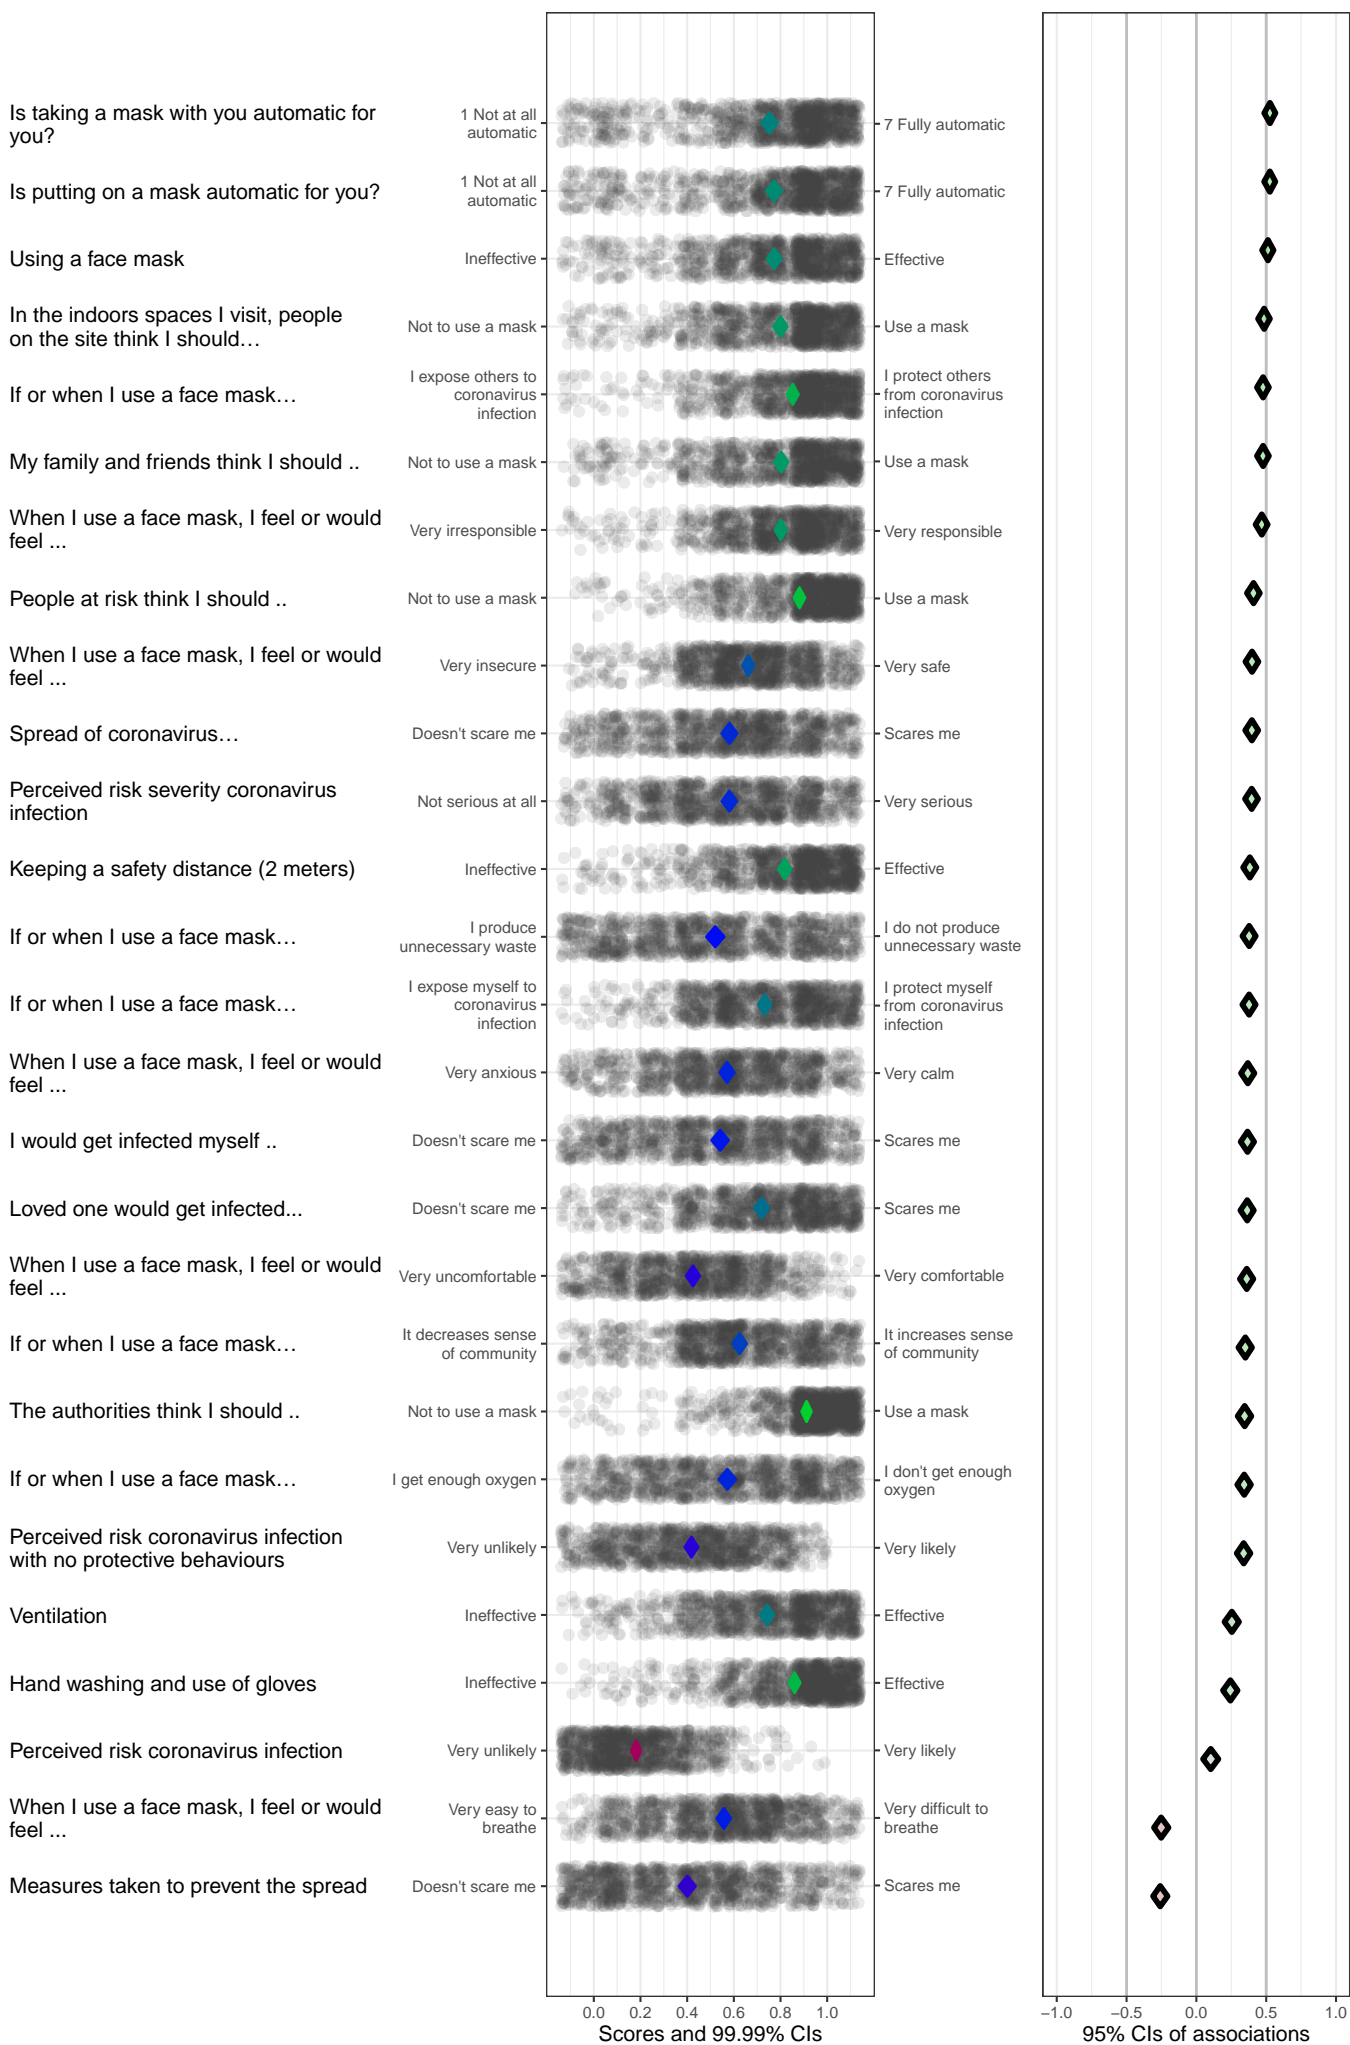 Is taking a mask with you automatic for
you?
1 Not at all
automatic
7 Fully automatic
Is putting on a mask automatic for you?
1 Not at all
automatic
7 Fully automatic
Using a face mask
Ineffective
Effective
In the indoors spaces I visit, people
on the site think I should…
Not to use a mask
Use a mask
If or when I use a face mask…
I expose others to
coronavirus
infection
I protect others
from coronavirus
infection
My family and friends think I should ..
Not to use a mask
Use a mask
When I use a face mask, I feel or would
feel ...
Very irresponsible
Very responsible
People at risk think I should ..
Not to use a mask
Use a mask
When I use a face mask, I feel or would
feel ...
Very insecure
Very safe
Spread of coronavirus…
Doesn't scare me
Scares me
Perceived risk severity coronavirus
infection
Not serious at all
Very serious
Keeping a safety distance (2 meters)
Ineffective
Effective
If or when I use a face mask…
I produce
unnecessary waste
I do not produce
unnecessary waste
If or when I use a face mask…
I expose myself to
coronavirus
infection
I protect myself
from coronavirus
infection
When I use a face mask, I feel or would
feel ...
Very anxious
Very calm
I would get infected myself ..
Doesn't scare me
Scares me
Loved one would get infected...
Doesn't scare me
Scares me
When I use a face mask, I feel or would
feel ...
Very uncomfortable
Very comfortable
If or when I use a face mask…
It decreases sense
of community
It increases sense
of community
The authorities think I should ..
Not to use a mask
Use a mask
If or when I use a face mask…
I get enough oxygen
I don't get enough
oxygen
Perceived risk coronavirus infection
with no protective behaviours
Very unlikely
Very likely
Ventilation
Ineffective
Effective
Hand washing and use of gloves
Ineffective
Effective
Perceived risk coronavirus infection
Very unlikely
Very likely
When I use a face mask, I feel or would
feel ...
Very easy to
breathe
Very difficult to
breathe
Measures taken to prevent the spread
Doesn't scare me
Scares me
0.0 0.2 0.4 0.6 0.8 1.0
Scores and 99.99% CIs
−1.0 −0.5 0.0 0.5 1.0
95% CIs of associations